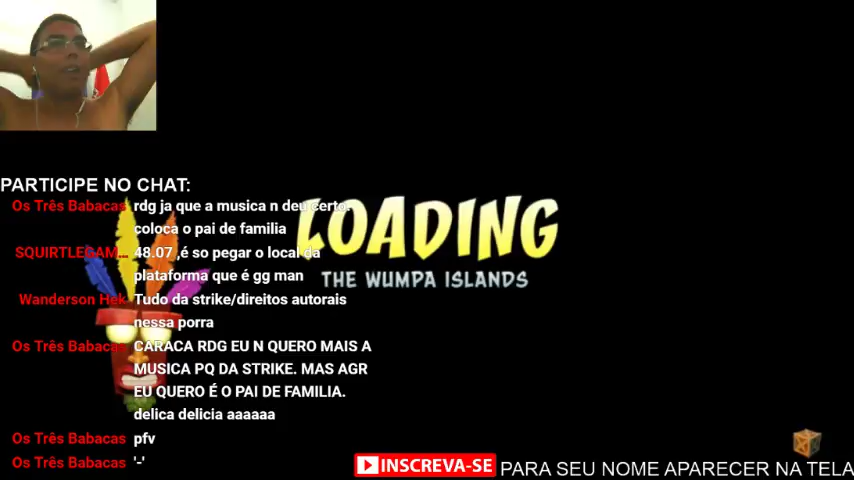 PARTICIPE NO CHAT:
Os Três Babacas rdg ja que a musica n deu certo.
coloca o pai de familia
SQUIRTLEGAM... 48.07 ,é so pegar o local da
plataforma que é gg man
Wanderson Hek Tudo da strike/direitos autorais
nessa porra
Os Três Babacas CARACA RDG EU N QUERO MAIS A
MUSICA PQ DA STRIKE. MAS AGR
EU QUERO É O PAI DE FAMILIA.
delica delicia aaaaaa
Os Três Babacas pfv
Os Três Babacas '-'
LOADING
THE WUMPA ISLANDS
INSCREVA-SE PARA SEU NOME APARECER NA TELA